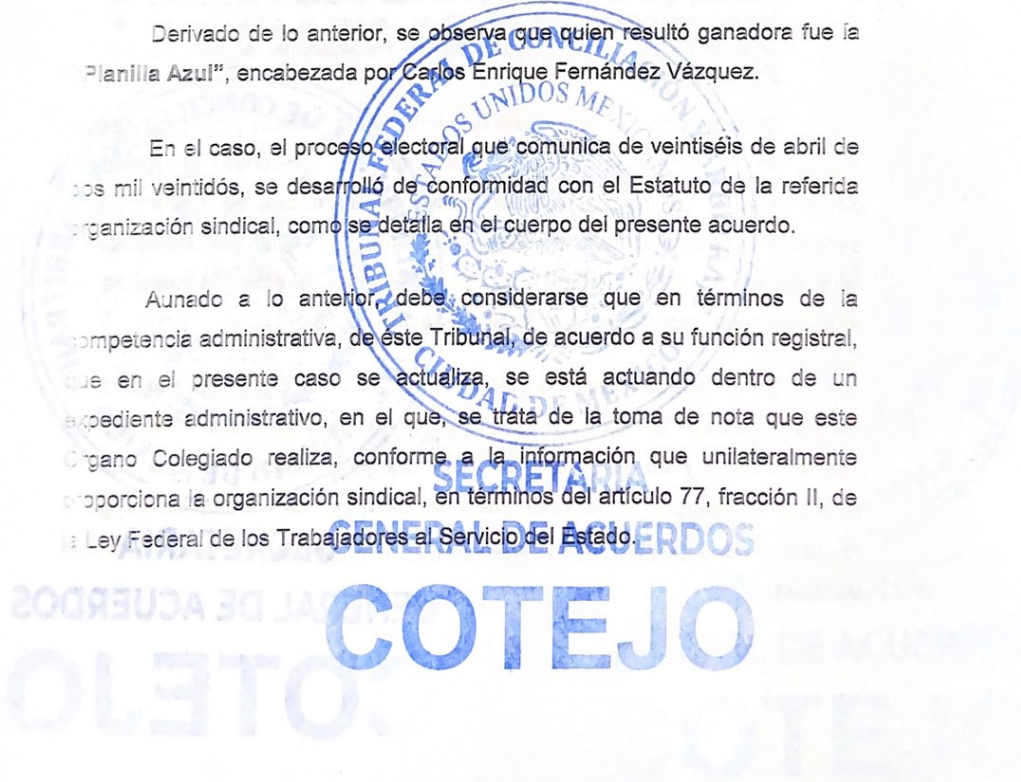 Derivado de lo anterior, se observa que quien resultó ganadora fue la
"Planilla Azul", encabezada por Carlos Enrique Fernández Vázquez.
En el caso, el proceso electoral que comunica de veintiséis de abril de
dos mil veintidós, se desarrolló de conformidad con el Estatuto de la referida
organización sindical, como se detalla en el cuerpo del presente acuerdo.
Aunado a lo anterior, debe considerarse que en términos de la
competencia administrativa, de éste Tribunal, de acuerdo a su función registral,
que en el presente caso se actualiza, se está actuando dentro de un
expediente administrativo, en el que, se trata de la toma de nota que este
Órgano Colegiado realiza, conforme a la información que unilateralmente
proporciona la organización sindical, en términos del artículo 77, fracción II, de
la Ley Federal de los Trabajadores al Servicio del Estado.
TRIBUNAL FEDERAL DE CONCILIACIÓN Y ARBITRAJE
ESTADOS UNIDOS MEXICANOS
CIUDAD DE MÉXICO
SECRETARIA
GENERAL DE ACUERDOS
COTEJO